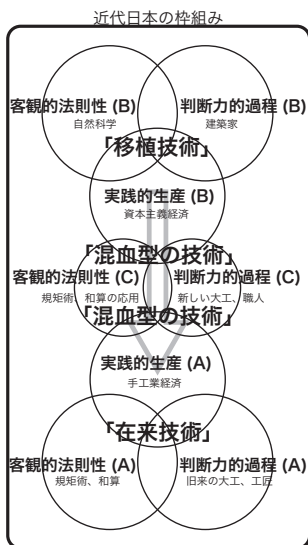 近代日本の枠組み
客観的法則性 (B)
判断力的過程 (B)
自然科学
建築家
「移植技術」
実践的生産 (B)
資本主義経済
「混血型の技術」
客観的法則性 (C)
判断力的過程 (C)
規矩術、和算の応用
新しい大工、職人
「混血型の技術」
実践的生産 (A)
手工業経済
「在来技術」
客観的法則性 (A)
判断力的過程 (A)
規矩術、和算
旧来の大工、工匠